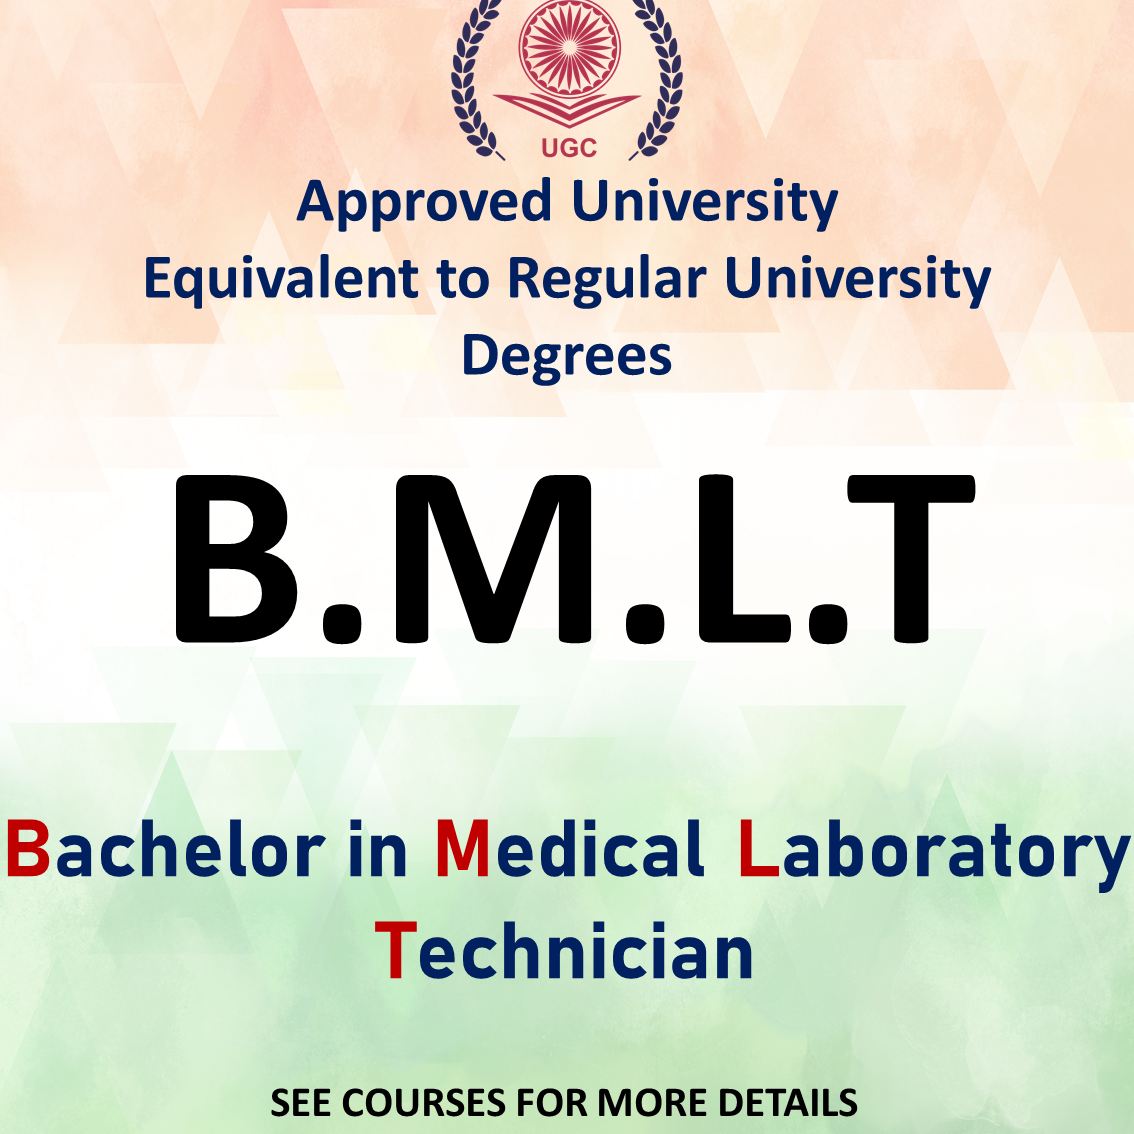 UGC
Approved University
Equivalent to Regular University
Degrees
B.M.L.T
Bachelor in Medical Laboratory
Technician
SEE COURSES FOR MORE DETAILS